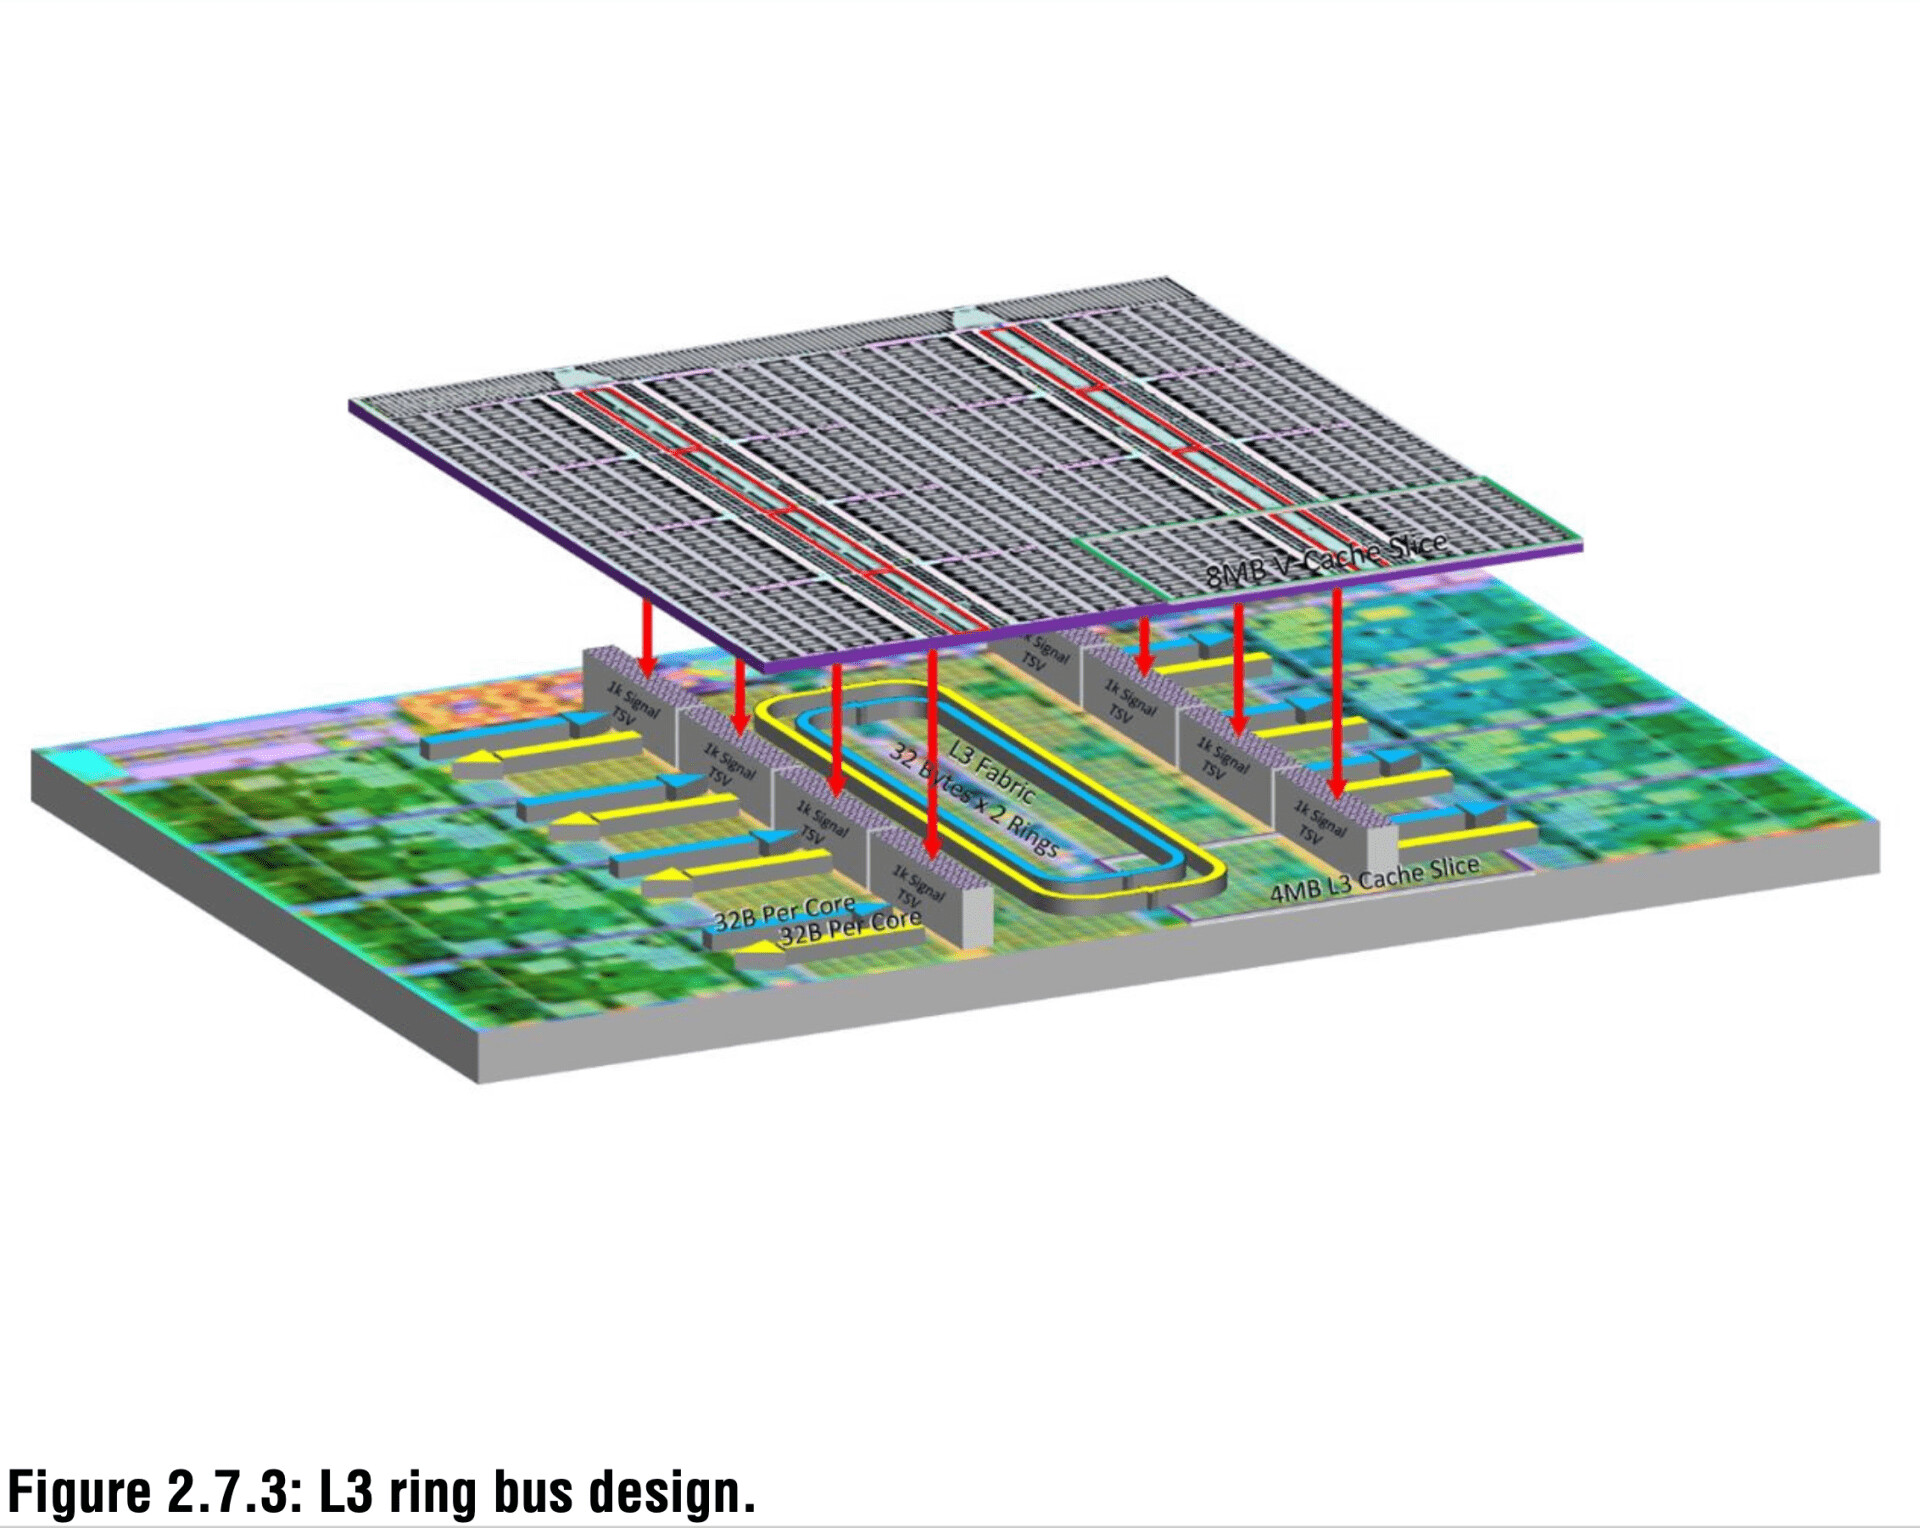 8MB V-Cache Slice
1k Signal
TSV
1k Signal
TSV
1k Signal
TSV
1k Signal
TSV
k Signal
TSV
1k Signal
TSV
1k Signal
TSV
1k Signal
TSV
L3 Fabric
32 Bytes x 2 Rings
32B Per Core
32B Per Core
4MB L3 Cache Slice
Figure 2.7.3: L3 ring bus design.